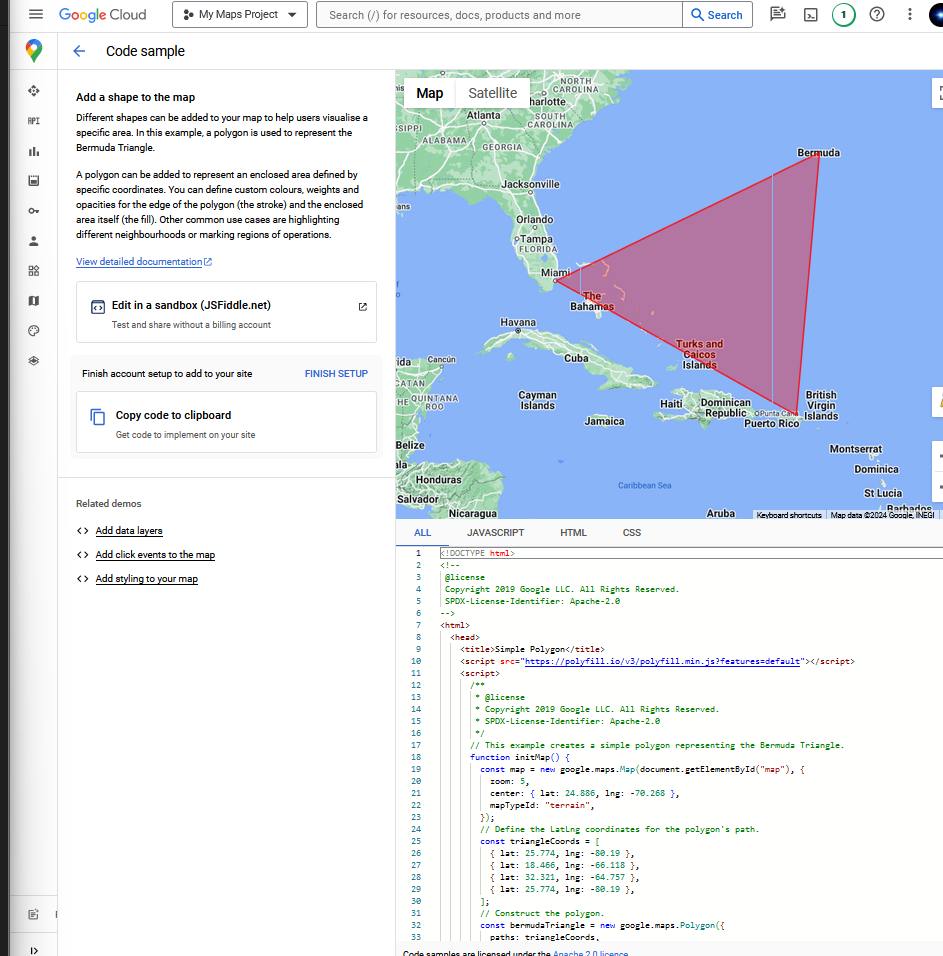 Google Cloud
My Maps Project
Search (/) for resources, docs, products and more
Search
1
Code sample
API
Add a shape to the map
Different shapes can be added to your map to help users visualise a
specific area. In this example, a polygon is used to represent the
Bermuda Triangle.
A polygon can be added to represent an enclosed area defined by
specific coordinates. You can define custom colours, weights and
opacities for the edge of the polygon (the stroke) and the enclosed
area itself (the fill). Other common use cases are highlighting
different neighbourhoods or marking regions of operations.
View detailed documentation
Edit in a sandbox (JSFiddle.net)
Test and share without a billing account
Finish account setup to add to your site
FINISH SETUP
Copy code to clipboard
Get code to implement on your site
Related demos
Add data layers
Add click events to the map
Add styling to your map
Map
Satellite
NORTH
CAROLINA
harlotte
Atlanta
SOUTH
CAROLINA
SSIPPI
ALABAMA
GEORGIA
Bermuda
Jacksonville
ans
Orlando
Tampa
FLORIDA
Miami
The
Bahamas
Havana
Turks and
Caicos
Islands
Cuba
rida
Cancún
CATAN
HE QUINTANA
ROO
Cayman
Islands
Haiti
Dominican
Republic
Punta Cana
Puerto Rico
British
Virgin
Islands
Jamaica
Belize
ala
Honduras
Salvador
Nicaragua
Caribbean Sea
Montserrat
Dominica
St Lucia
Barbados
Aruba
Keyboard shortcuts
Map data ©2024 Google, INEGI
ALL
JAVASCRIPT
HTML
CSS
1 <!DOCTYPE html>
2 <!--
3 @license
4 Copyright 2019 Google LLC. All Rights Reserved.
5 SPDX-License-Identifier: Apache-2.0
6 -->
7 <html>
8 <head>
9 <title>Simple Polygon</title>
10 <script src="https://polyfill.io/v3/polyfill.min.js?features=default"></script>
11 <script>
12 /**
13 * @license
14 * Copyright 2019 Google LLC. All Rights Reserved.
15 * SPDX-License-Identifier: Apache-2.0
16 */
17 // This example creates a simple polygon representing the Bermuda Triangle.
18 function initMap() {
19 const map = new google.maps.Map(document.getElementById("map"), {
20 zoom: 5,
21 center: { lat: 24.886, lng: -70.268 },
22 mapTypeId: "terrain",
23 });
24 // Define the LatLng coordinates for the polygon's path.
25 const triangleCoords = [
26 { lat: 25.774, lng: -80.19 },
27 { lat: 18.466, lng: -66.118 },
28 { lat: 32.321, lng: -64.757 },
29 { lat: 25.774, lng: -80.19 },
30 ];
31 // Construct the polygon.
32 const bermudaTriangle = new google.maps.Polygon({
33 paths: triangleCoords,
Code samples are licensed under the Apache 2.0 licence